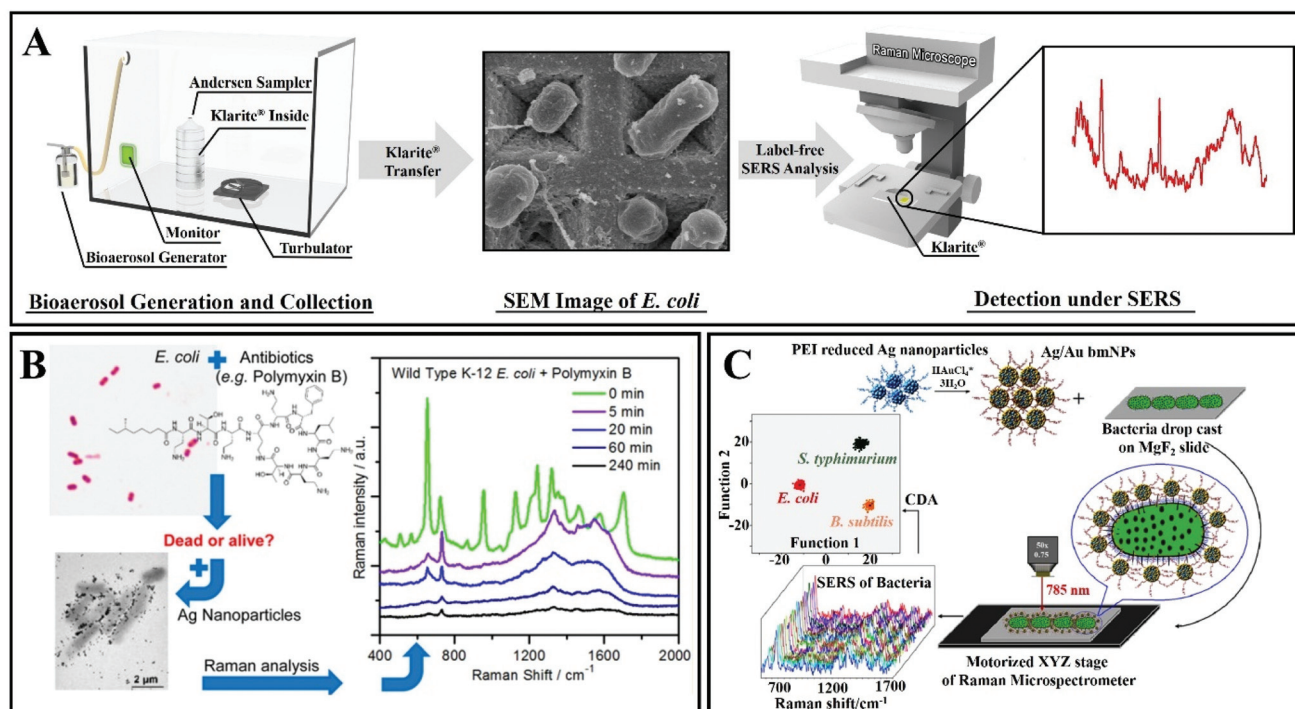 A
Andersen Sampler
Klarite® Inside
Monitor
Bioaerosol Generator
Turbulator
Bioaerosol Generation and Collection
Klarite®
Transfer
SEM Image of E. coli
Label-free
SERS Analysis
Raman Microscope
Klarite®
Detection under SERS
B
E. coli
Antibiotics
(e.g. Polymyxin B)
NH₂
Dead or alive?
Ag Nanoparticles
2 µm
Raman analysis
Wild Type K-12 E. coli + Polymyxin B
0 min
5 min
20 min
60 min
240 min
Raman intensity / a.u.
400 800 1200 1600 2000
Raman Shift / cm⁻¹
C
PEI reduced Ag nanoparticles
HAuCl₄*
3H₂O
Ag/Au bmNPs
+
Bacteria drop cast
on MgF₂ slide
Function 2
20
0
-20
S. typhimurium
E. coli
B. subtilis
Function 1
-20 0 20
CDA
SERS of Bacteria
700 1200 1700
Raman shift/cm⁻¹
50x
0.75
785 nm
Motorized XYZ stage
of Raman Microspectrometer